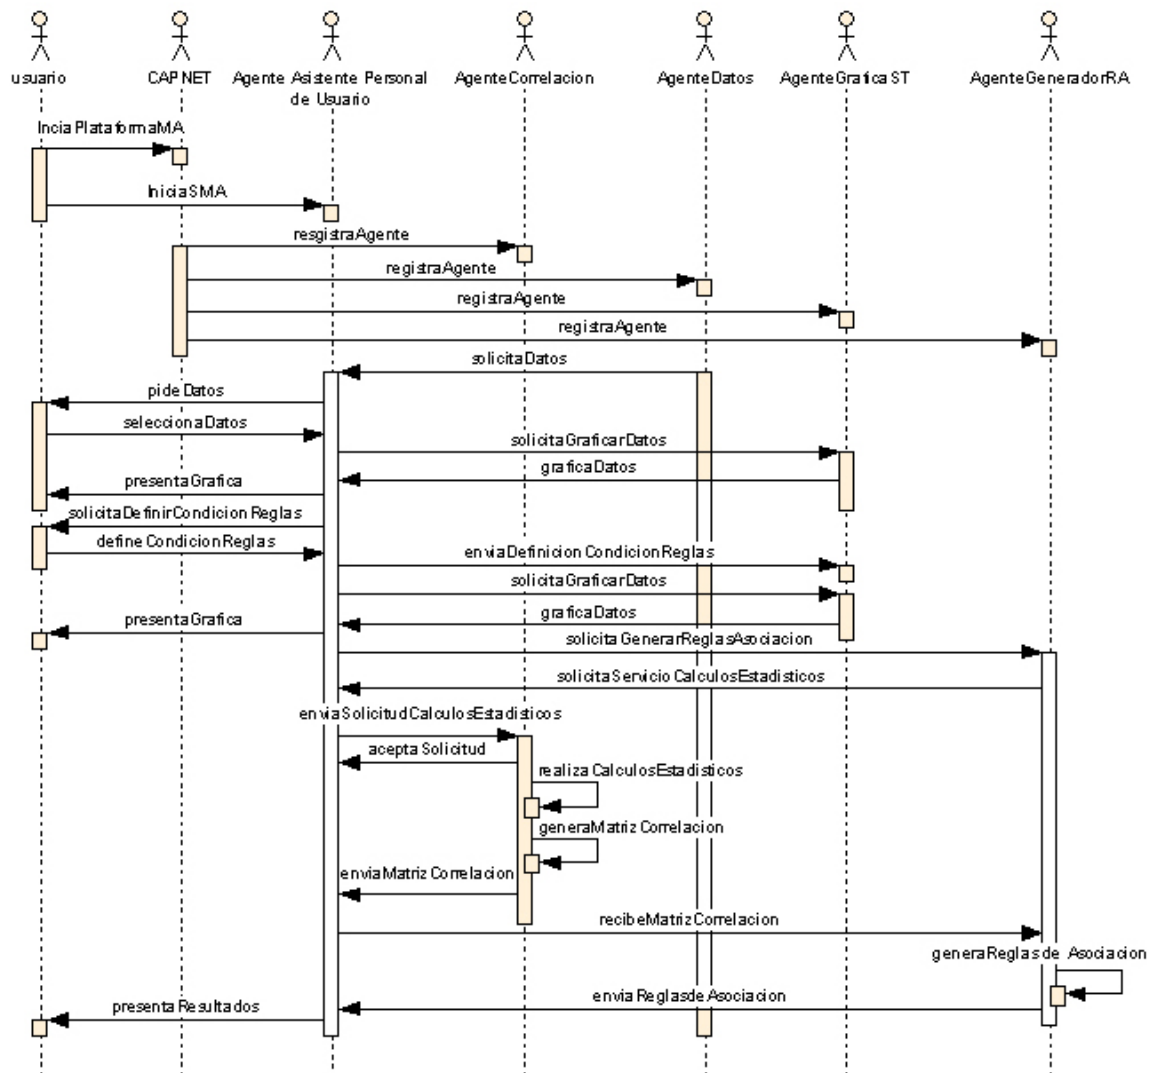 usuario
CAPNET
Agente Asistente Personal
de Usuario
AgenteCorrelacion
AgenteDatos
AgenteGraficaST
AgenteGeneradorRA
InciaPlataformaMA
IniciaSMA
resgistraAgente
registraAgente
registraAgente
registraAgente
solicitaDatos
pideDatos
seleccionaDatos
solicitaGraficarDatos
graficaDatos
presentaGrafica
solicitaDefinirCondicionReglas
defineCondicionReglas
enviaDefinicionCondicionReglas
solicitaGraficarDatos
graficaDatos
presentaGrafica
solicitaGenerarReglasAsociacion
solicitaServicioCalculosEstadisticos
enviaSolicitudCalculosEstadisticos
aceptaSolicitud
realizaCalculosEstadisticos
generaMatrizCorrelacion
enviaMatrizCorrelacion
recibeMatrizCorrelacion
generaReglasde Asociacion
enviaReglasdeAsociacion
presentaResultados